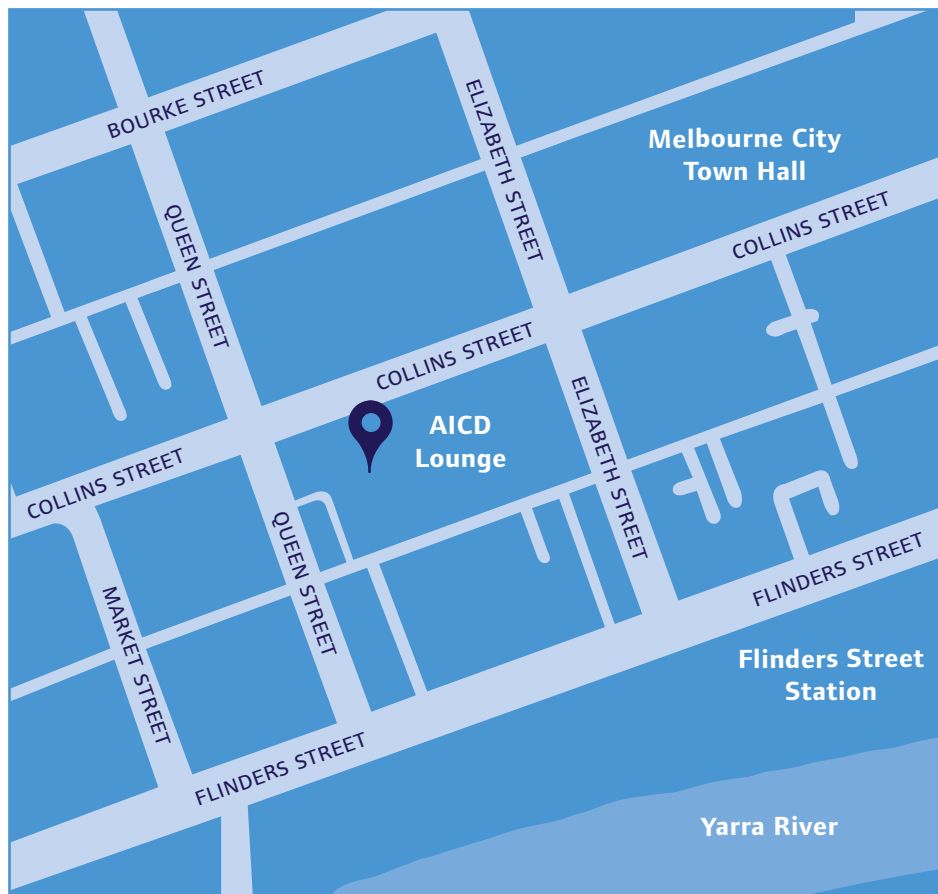 BOURKE STREET
ELIZABETH STREET
Melbourne City
Town Hall
QUEEN STREET
COLLINS STREET
COLLINS STREET
AICD
Lounge
ELIZABETH STREET
COLLINS STREET
QUEEN STREET
MARKET STREET
FLINDERS STREET
Flinders Street
Station
FLINDERS STREET
Yarra River